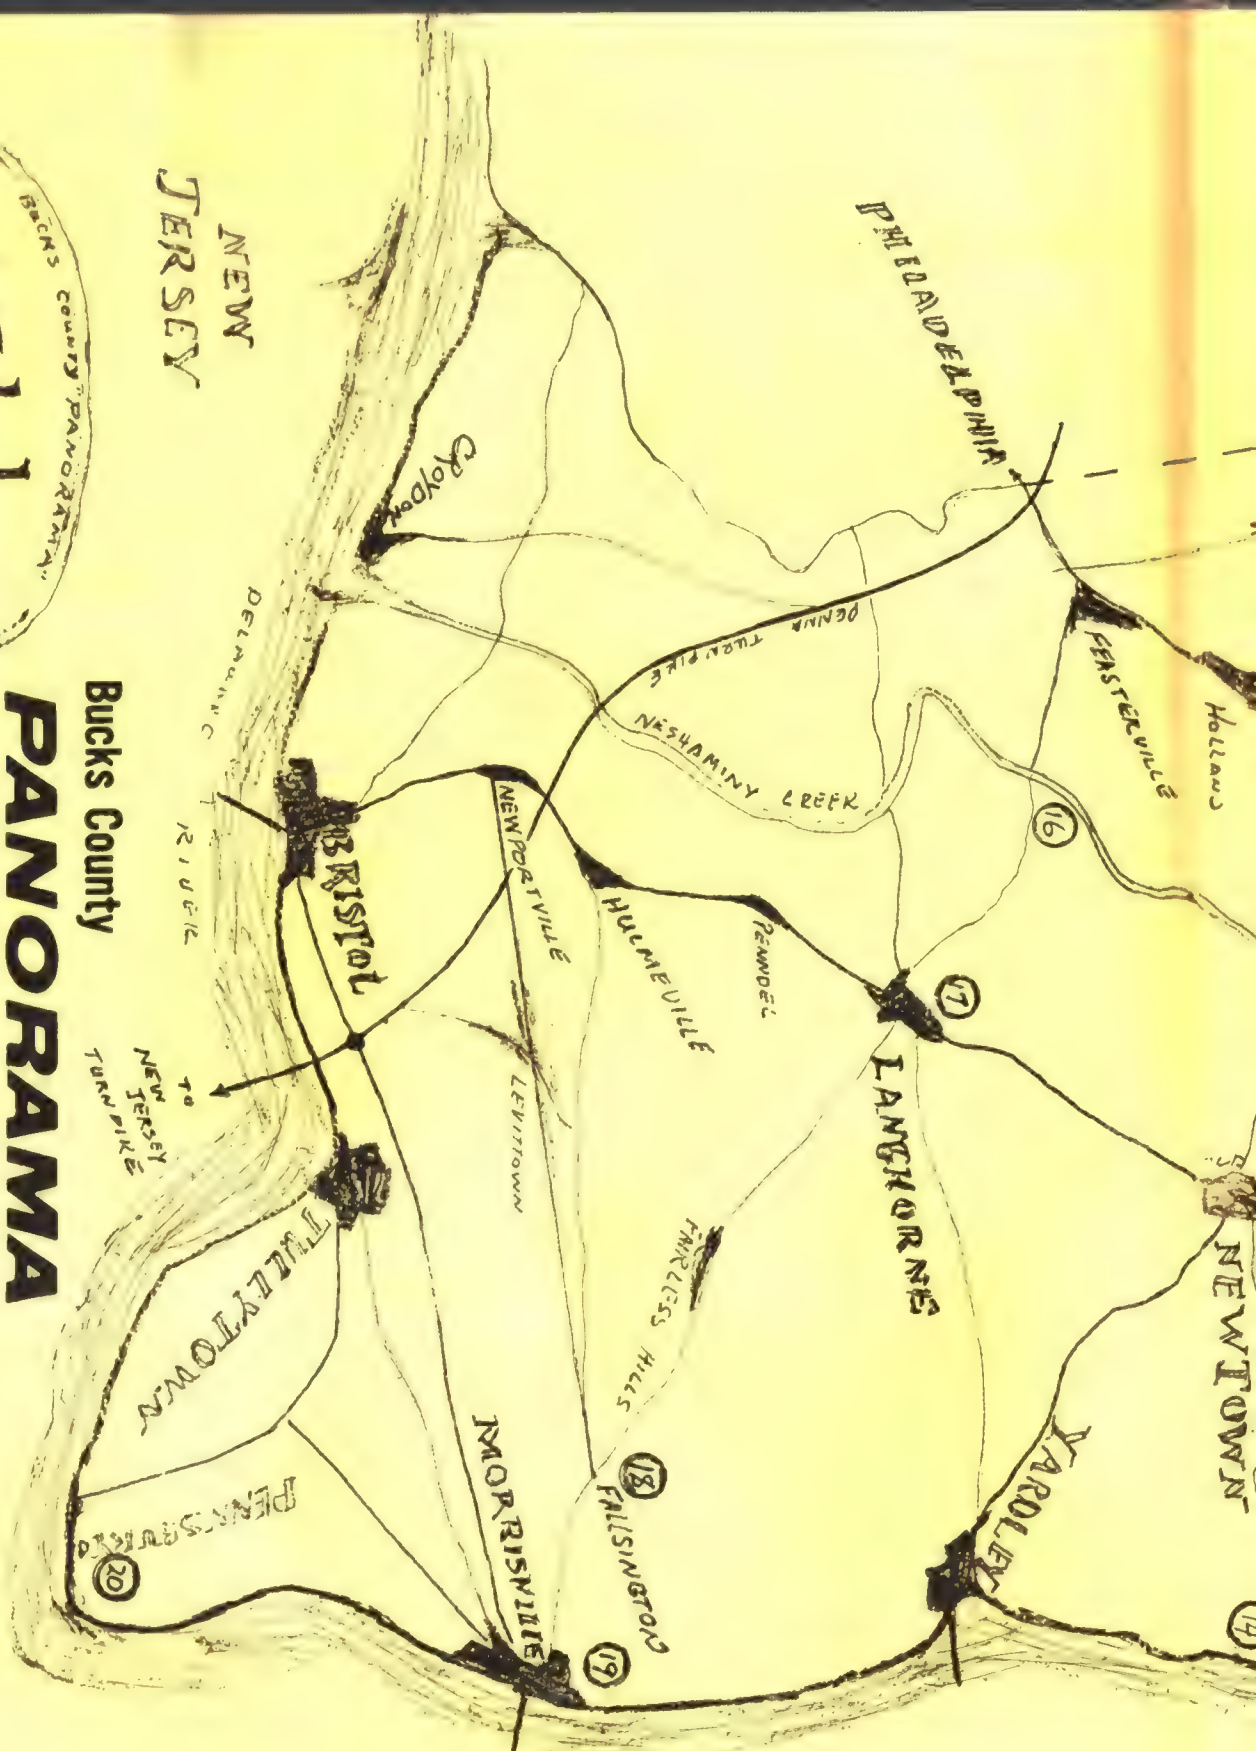 PHILADELPHIA
HOLLAND
FEASTERVILLE
16
PENNA
TURNPIKE
NESHAMINY CREEK
CROYDON
NEW
JERSEY
NEWPORTVILLE
HULMEVILLE
PENNDEL
17
LANGHORNE
NEWTOWN
BRISTOL
LEVITTOWN
FAIRLESS HILLS
YARDLEY
14
RIVER
TO
NEW
JERSEY
TURNPIKE
TULLYTOWN
MORRISVILLE
18
FALLSINGTON
19
20
BUCKS COUNTY "PANORAMA"
Bucks County
PANORAMA